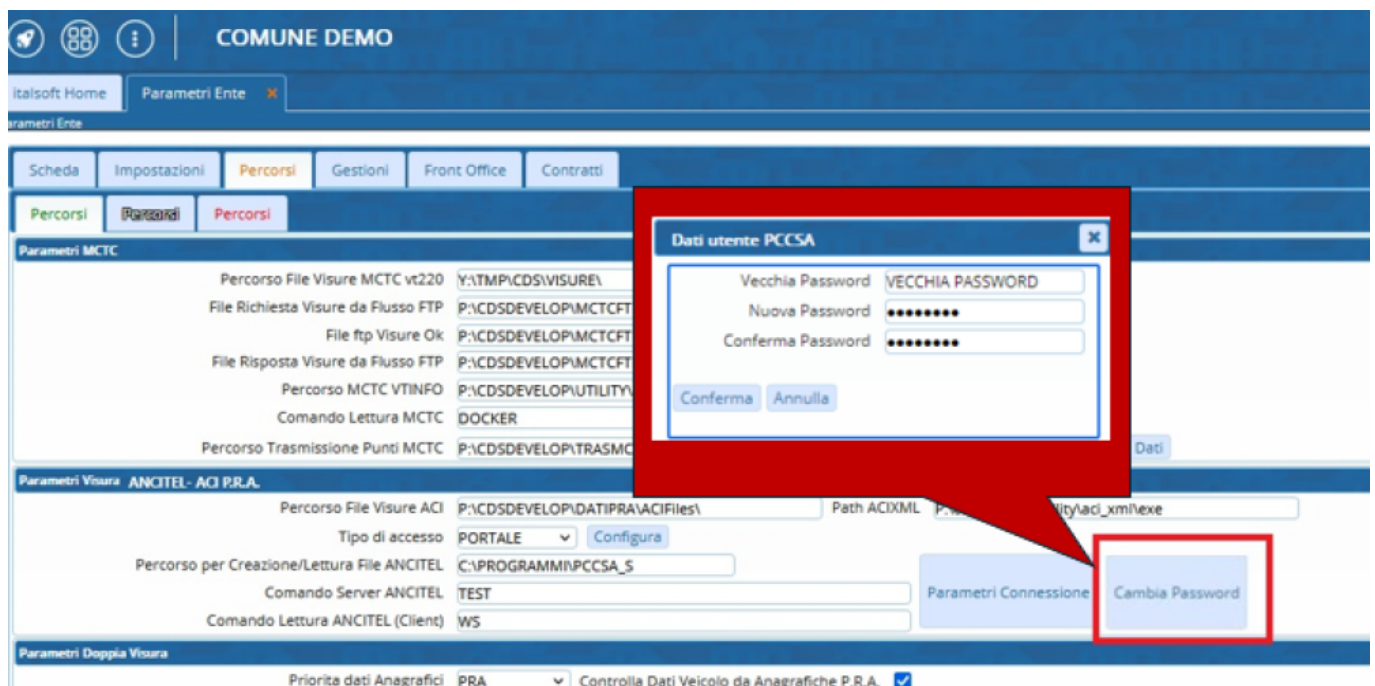 COMUNE DEMO
italsoft Home Parametri Ente
arametri Ente
Scheda Impostazioni Percorsi Gestioni Front Office Contratti
Percorsi Percorsi Percorsi
Parametri MCTC
Percorso File Visure MCTC vt220 Y:\TMP\CDS\VISURE\
File Richiesta Visure da Flusso FTP P:\CDSDEVELOP\MCTCFT
File ftp Visure Ok P:\CDSDEVELOP\MCTCFT
File Risposta Visure da Flusso FTP P:\CDSDEVELOP\MCTCFT
Percorso MCTC VTINFO P:\CDSDEVELOP\UTILITY\
Comando Lettura MCTC DOCKER
Percorso Trasmissione Punti MCTC P:\CDSDEVELOP\TRASMC Dati
Dati utente PCCSA
Vecchia Password VECCHIA PASSWORD
Nuova Password ••••••••
Conferma Password ••••••••
Conferma Annulla
Parametri Visura ANCITEL- ACI P.R.A.
Percorso File Visure ACI P:\CDSDEVELOP\DATIPRA\ACIFiles\ Path ACIXML lity\aci_xml\exe
Tipo di accesso PORTALE Configura
Percorso per Creazione/Lettura File ANCITEL C:\PROGRAMMI\PCCSA_S
Comando Server ANCITEL TEST Parametri Connessione Cambia Password
Comando Lettura ANCITEL (Client) WS
Parametri Doppia Visura
Priorita dati Anagrafici PRA Controlla Dati Veicolo da Anagrafiche P.R.A.